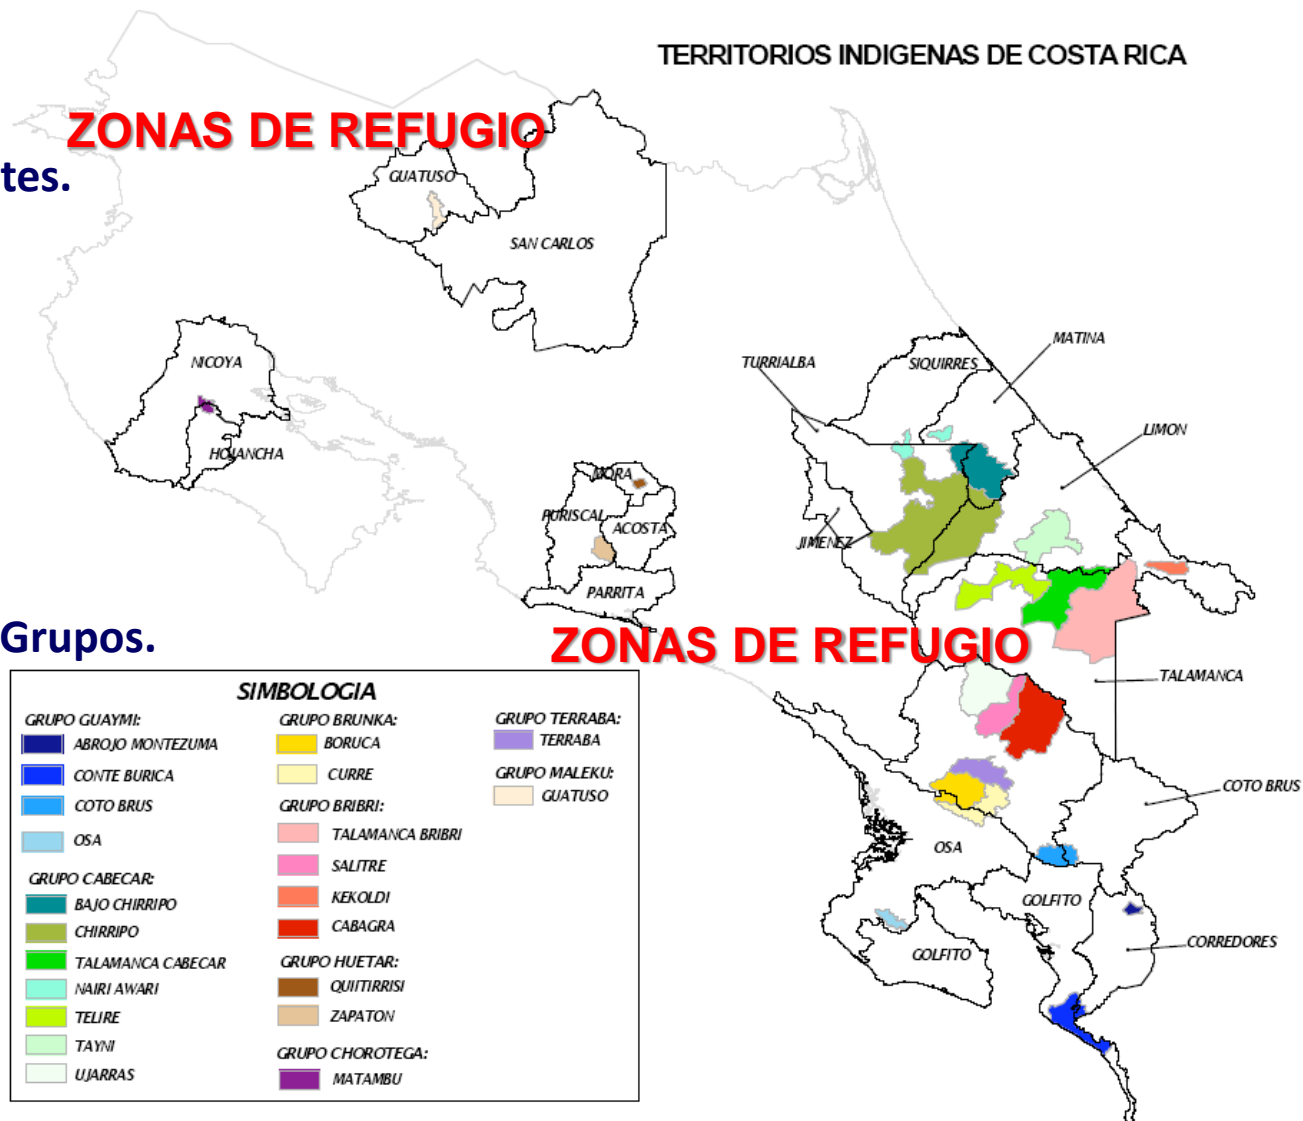 TERRITORIOS INDIGENAS DE COSTA RICA
ZONAS DE REFUGIO
tes.
GUATUSO
SAN CARLOS
NICOYA
HOJANCHA
MORA
PURISCAL
ACOSTA
PARRITA
TURRIALBA
SIQUIRRES
MATINA
LIMON
JIMENEZ
Grupos.
ZONAS DE REFUGIO
TALAMANCA
COTO BRUS
OSA
GOLFITO
GOLFITO
CORREDORES
SIMBOLOGIA
GRUPO GUAYMI:
ABROJO MONTEZUMA
CONTE BURICA
COTO BRUS
OSA
GRUPO CABECAR:
BAJO CHIRRIPO
CHIRRIPO
TALAMANCA CABECAR
NAIRI AWARI
TELIRE
TAYNI
UJARRAS
GRUPO BRUNKA:
BORUCA
CURRE
GRUPO BRIBRI:
TALAMANCA BRIBRI
SALITRE
KEKOLDI
CABAGRA
GRUPO HUETAR:
QUITIRRISI
ZAPATON
GRUPO CHOROTEGA:
MATAMBU
GRUPO TERRABA:
TERRABA
GRUPO MALEKU:
GUATUSO